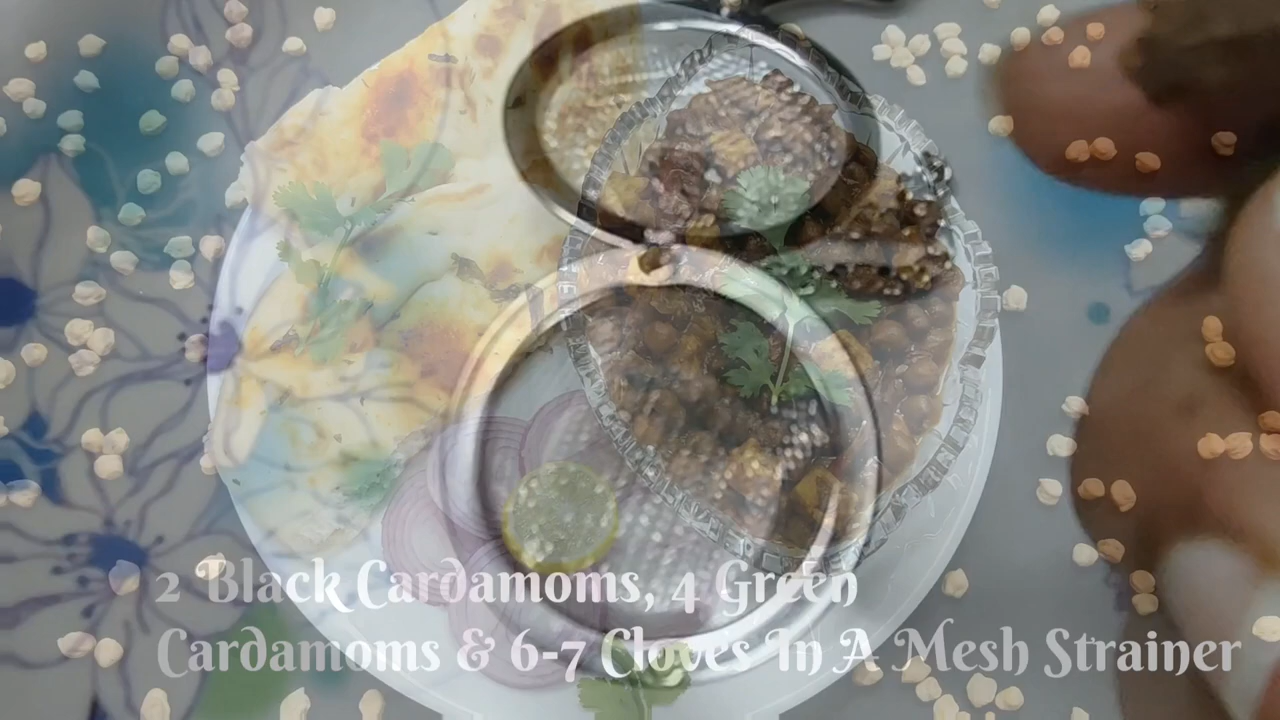 2 Black Cardamoms, 4 Green
Cardamoms & 6-7 Cloves In A Mesh Strainer